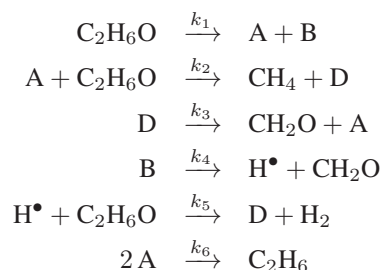 C₂H₆O —k₁→ A + B
A + C₂H₆O —k₂→ CH₄ + D
D —k₃→ CH₂O + A
B —k₄→ H• + CH₂O
H• + C₂H₆O —k₅→ D + H₂
2 A —k₆→ C₂H₆